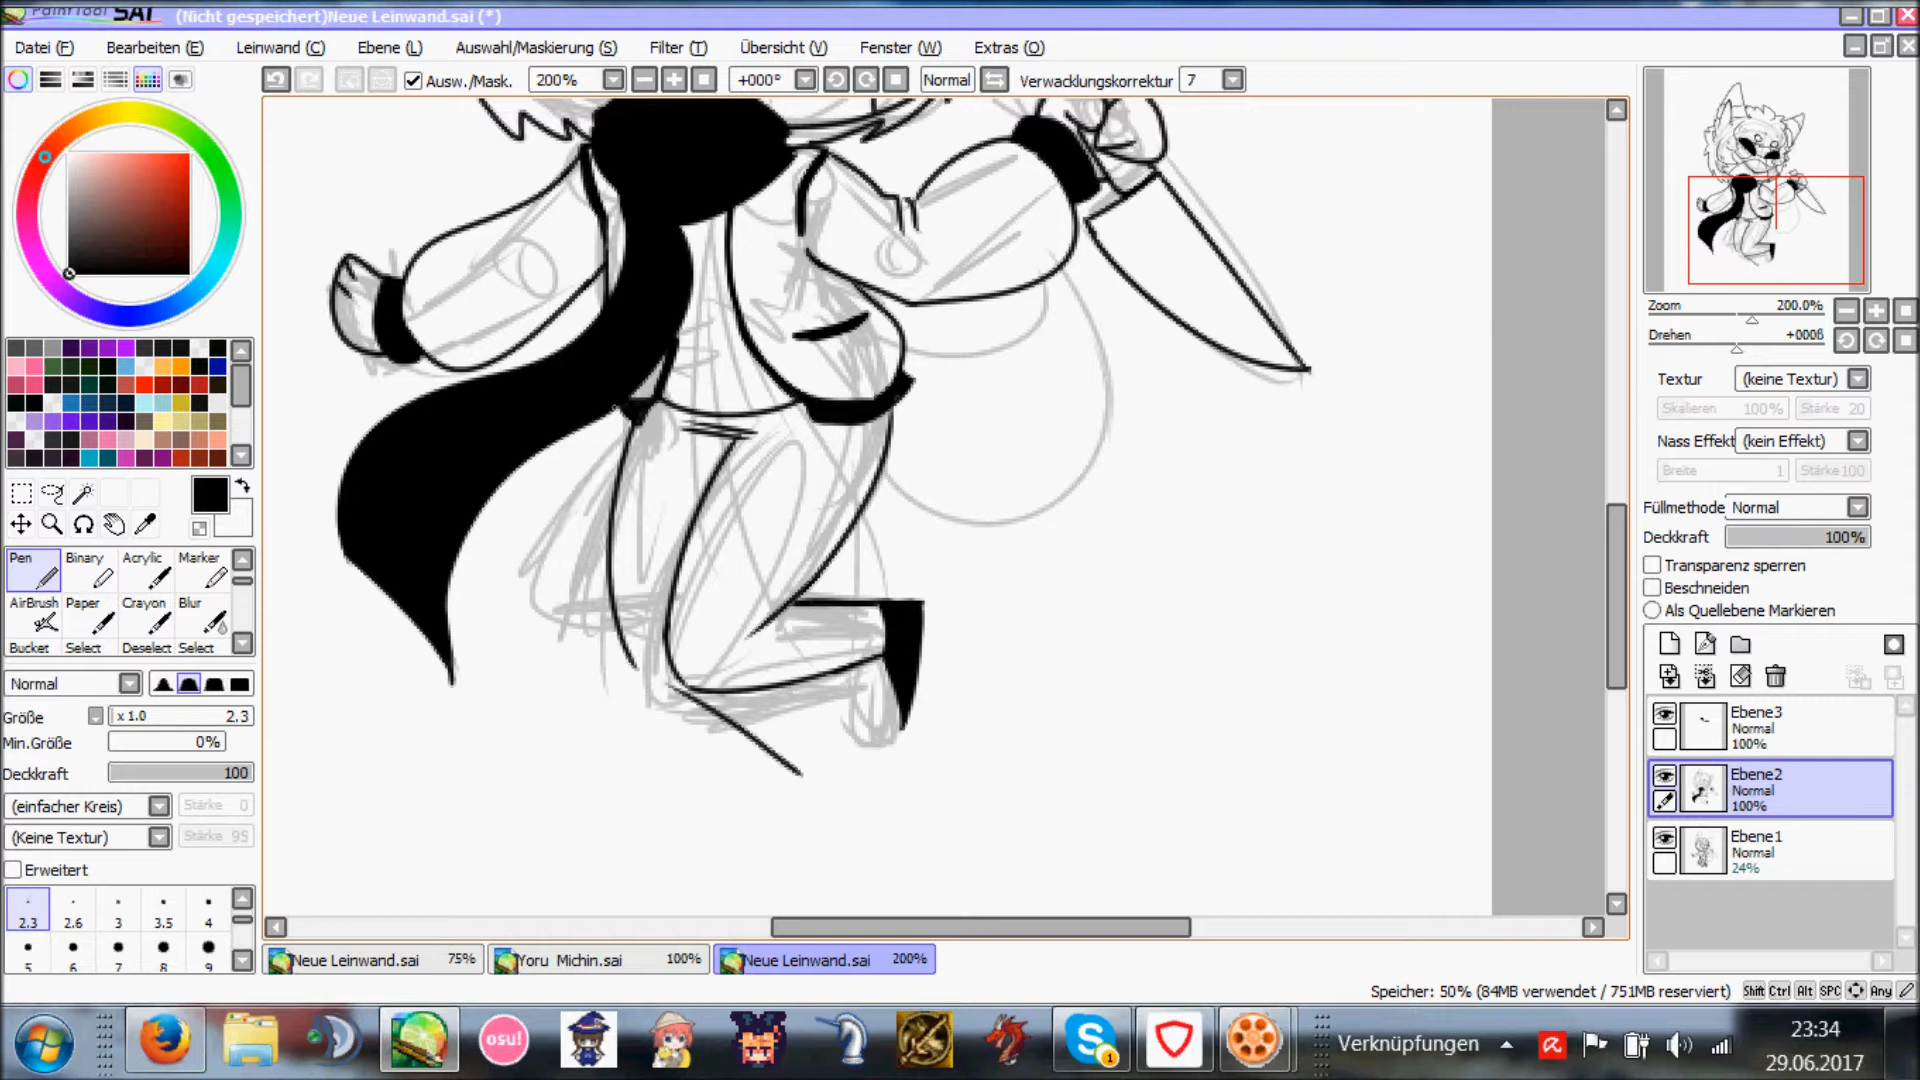 PaintTool SAI (Nicht gespeichert)Neue Leinwand.sai (*)
Datei (F) Bearbeiten (E) Leinwand (C) Ebene (L) Auswahl/Maskierung (S) Filter (T) Übersicht (V) Fenster (W) Extras (O)
Ausw./Mask. 200% +000° Normal Verwacklungskorrektur 7
Zoom 200.0%
Drehen +000ß
Textur (keine Textur)
Skalieren 100% Stärke 20
Nass Effekt (kein Effekt)
Breite 1 Stärke 100
Füllmethode Normal
Deckkraft 100%
Transparenz sperren
Beschneiden
Als Quellebene Markieren
Ebene3
Normal
100%
Ebene2
Normal
100%
Ebene1
Normal
24%
Pen Binary Acrylic Marker
AirBrush Paper Crayon Blur
Bucket Select Deselect Select
Normal
Größe x 1.0 2.3
Min.Größe 0%
Deckkraft 100
(einfacher Kreis) Stärke 0
(Keine Textur) Stärke 95
Erweitert
2.3 2.6 3 3.5 4
5 6 7 8 9
Neue Leinwand.sai 75% Yoru Michin.sai 100% Neue Leinwand.sai 200%
Speicher: 50% (84MB verwendet / 751MB reserviert) Shift Ctrl Alt SPC Any
osu! S 1 Verknüpfungen 23:34
29.06.2017